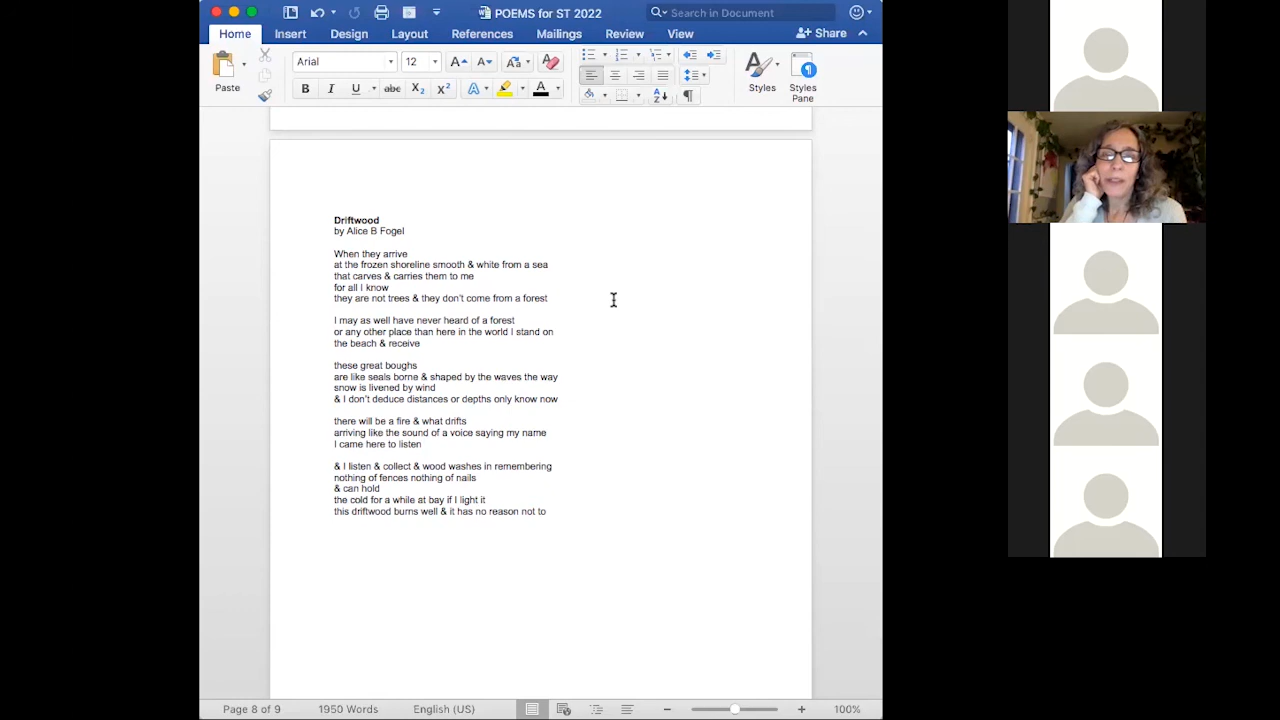 POEMS for ST 2022
Search in Document
Home
Insert
Design
Layout
References
Mailings
Review
View
Share
Paste
Arial
12
Styles
Styles
Pane
Driftwood
by Alice B Fogel
When they arrive
at the frozen shoreline smooth & white from a sea
that carves & carries them to me
for all I know
they are not trees & they don't come from a forest
I may as well have never heard of a forest
or any other place than here in the world I stand on
the beach & receive
these great boughs
are like seals borne & shaped by the waves the way
snow is livened by wind
& I don't deduce distances or depths only know now
there will be a fire & what drifts
arriving like the sound of a voice saying my name
I came here to listen
& I listen & collect & wood washes in remembering
nothing of fences nothing of nails
& can hold
the cold for a while at bay if I light it
this driftwood burns well & it has no reason not to
Page 8 of 9
1950 Words
English (US)
100%